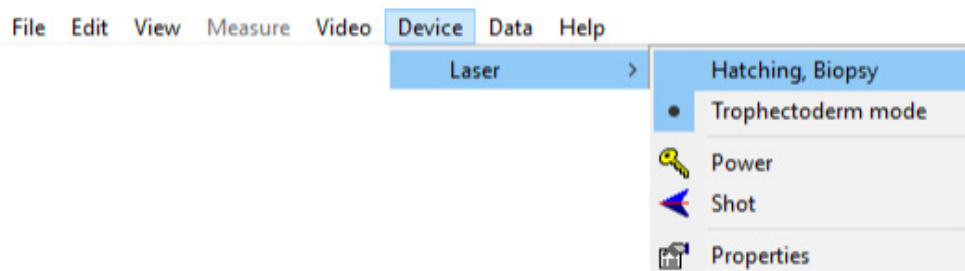 File Edit View Measure Video Device Data Help
Laser
Hatching, Biopsy
Trophectoderm mode
Power
Shot
Properties